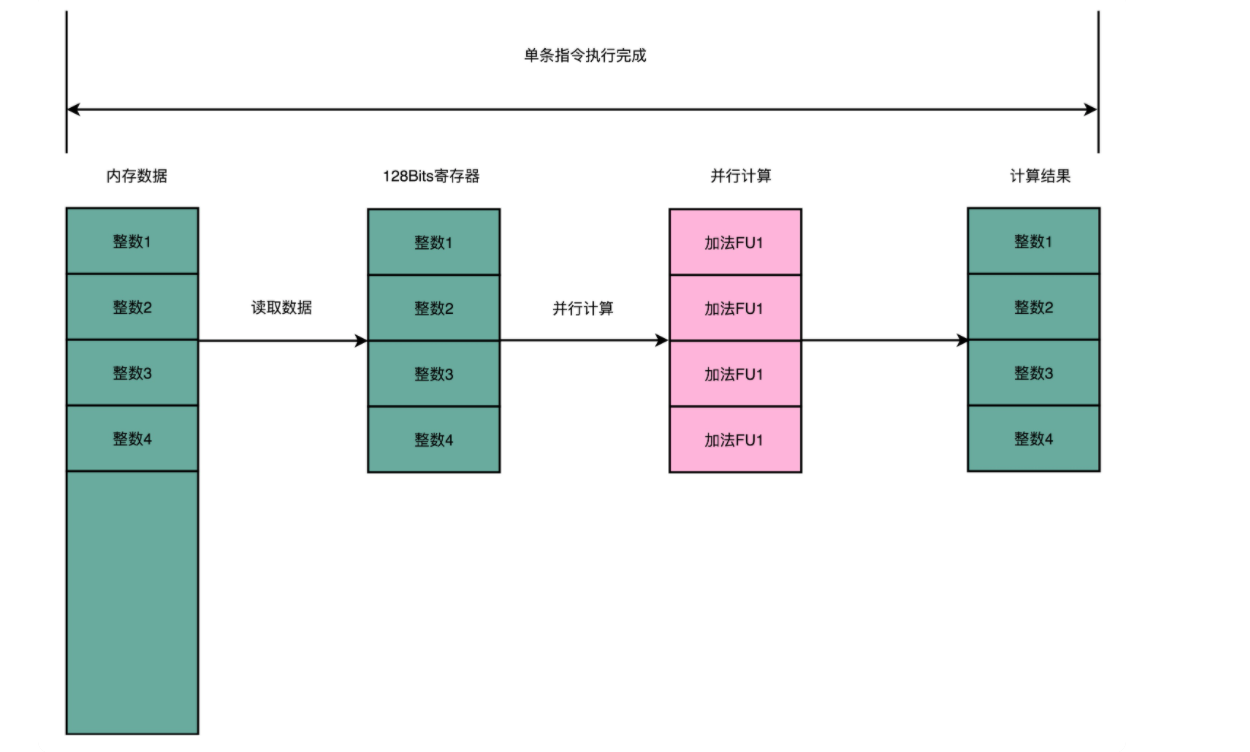 单条指令执行完成
内存数据
128Bits寄存器
并行计算
计算结果
整数1
整数2
整数3
整数4
读取数据
整数1
整数2
整数3
整数4
并行计算
加法FU1
加法FU1
加法FU1
加法FU1
整数1
整数2
整数3
整数4